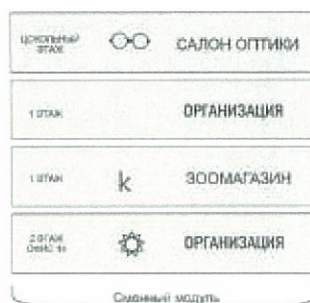 ЦОКОЛЬНЫЙ ЭТАЖ
САЛОН ОПТИКИ
1 ЭТАЖ
ОРГАНИЗАЦИЯ
1 ЭТАЖ
k
ЗООМАГАЗИН
2 ЭТАЖ
ОРГАНИЗАЦИЯ
Сменный модуль